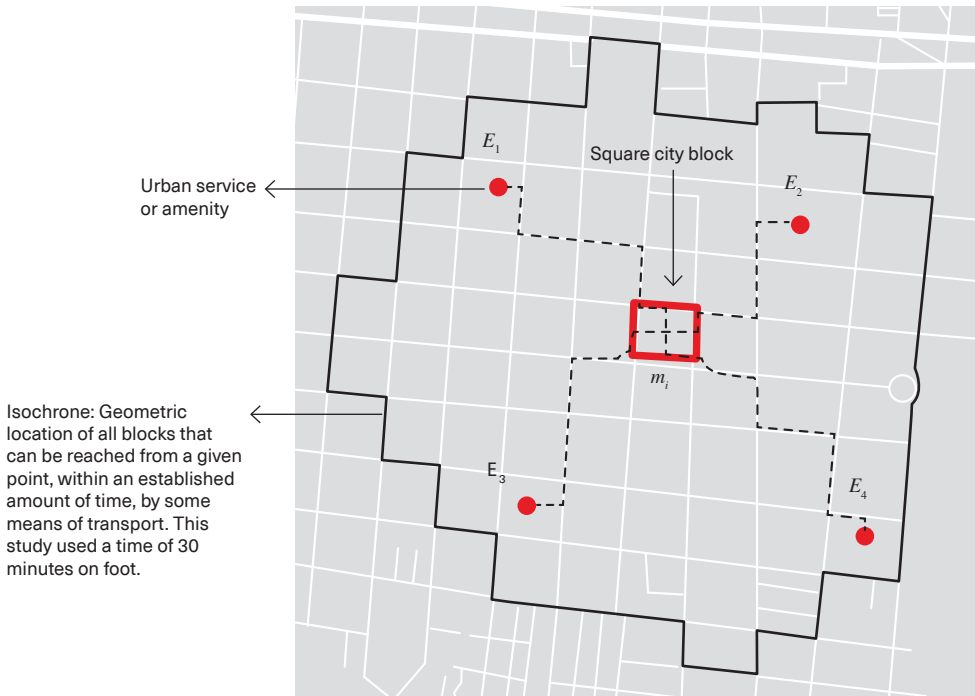 E₁
Square city block
E₂
Urban service
or amenity
mᵢ
Isochrone: Geometric
location of all blocks that
can be reached from a given
point, within an established
amount of time, by some
means of transport. This
study used a time of 30
minutes on foot.
E₃
E₄